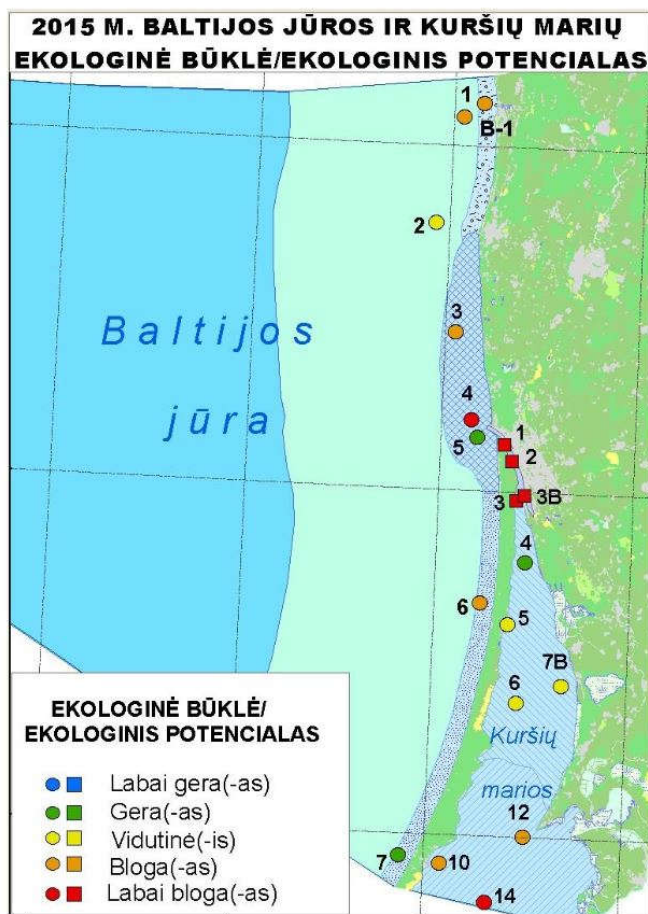 2015 M. BALTIJOS JŪROS IR KURŠIŲ MARIŲ
EKOLOGINĖ BŪKLĖ/EKOLOGINIS POTENCIALAS
1
B-1
2
3
Baltijos
jūra
4
5
1
2
3
3B
4
6
5
7B
6
Kuršių
marios
12
7
10
14
EKOLOGINĖ BŪKLĖ/
EKOLOGINIS POTENCIALAS
Labai gera(-as)
Gera(-as)
Vidutinė(-is)
Bloga(-as)
Labai bloga(-as)